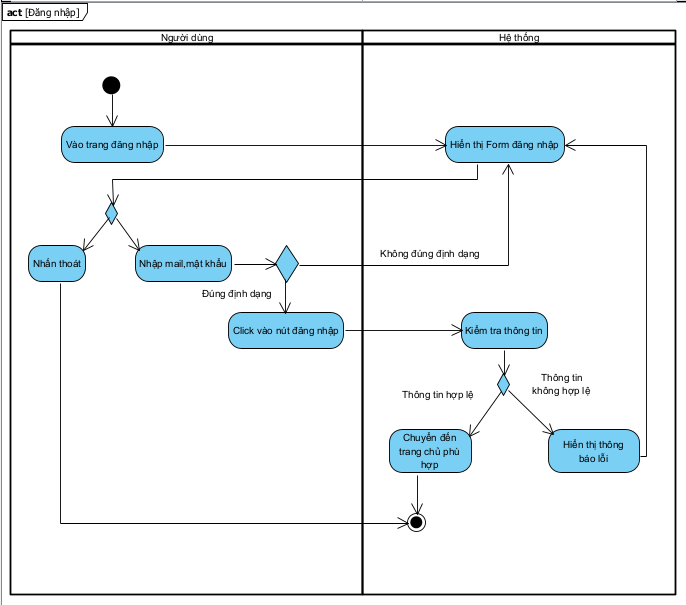 act [Đăng nhập]
Người dùng
Hệ thống
Vào trang đăng nhập
Hiển thị Form đăng nhập
Nhấn thoát
Nhập mail,mật khẩu
Không đúng định dạng
Đúng định dạng
Click vào nút đăng nhập
Kiểm tra thông tin
Thông tin hợp lệ
Thông tin
không hợp lệ
Chuyển đến
trang chủ phù
hợp
Hiển thị thông
báo lỗi